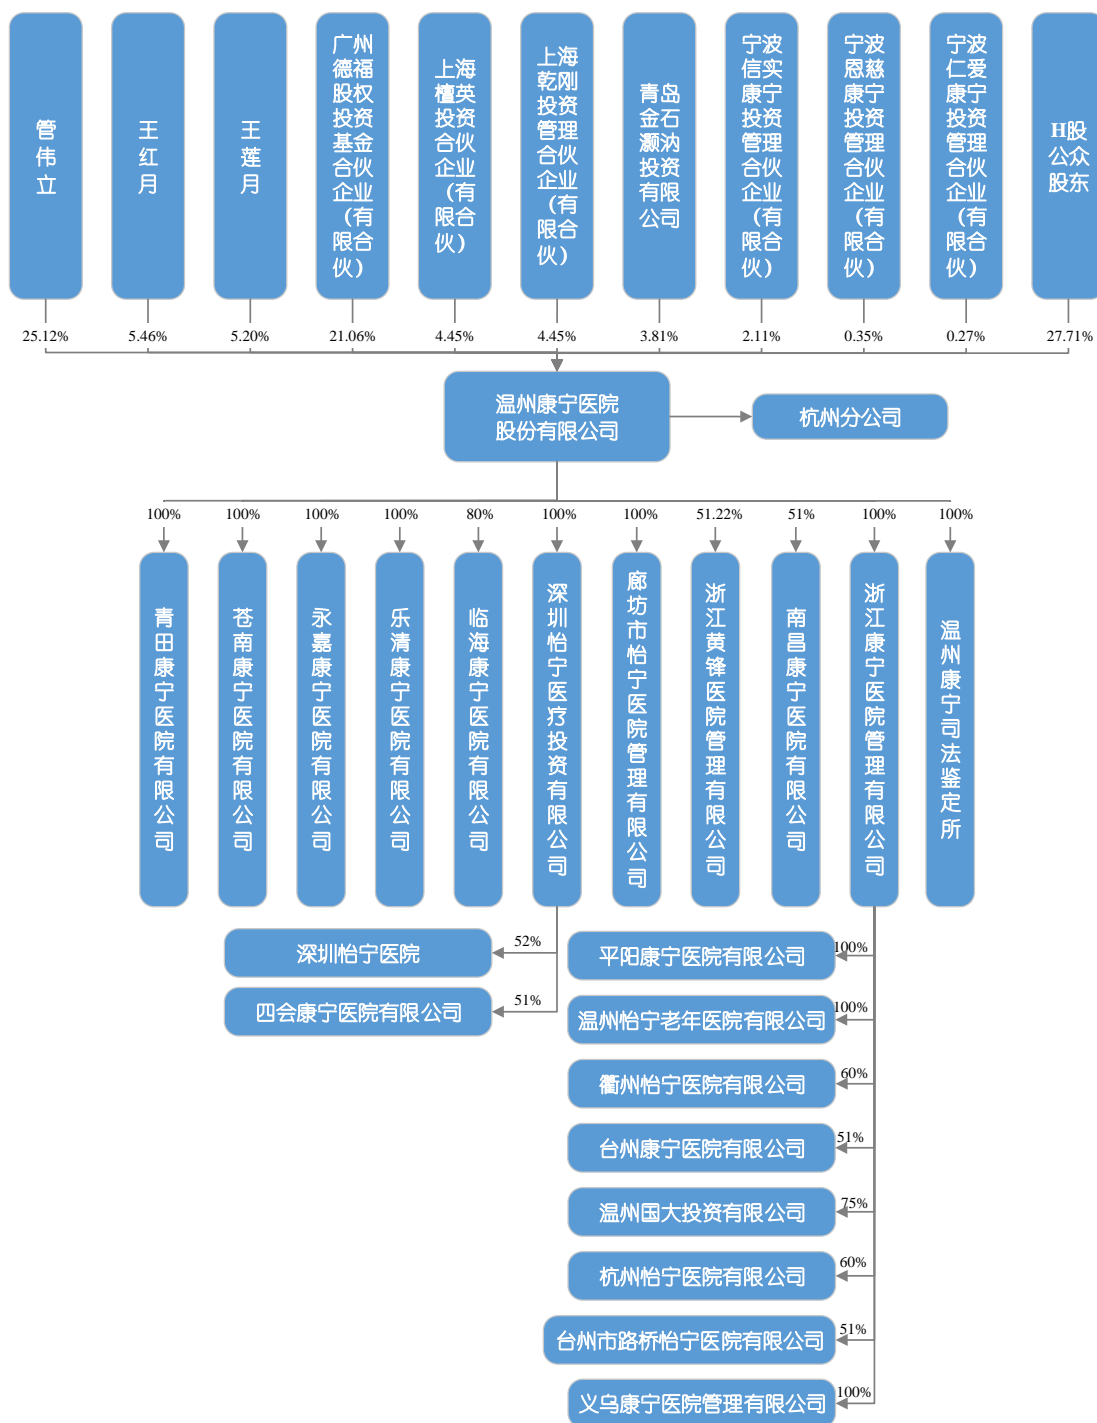 管伟立
王红月
王莲月
广州德福股权投资基金合伙企业（有限合伙）
上海檀英投资合伙企业（有限合伙）
上海乾刚投资管理合伙企业（有限合伙）
青岛金石灏汭投资有限公司
宁波信实康宁投资管理合伙企业（有限合伙）
宁波恩慈康宁投资管理合伙企业（有限合伙）
宁波仁爱康宁投资管理合伙企业（有限合伙）
H股公众股东
25.12%
5.46%
5.20%
21.06%
4.45%
4.45%
3.81%
2.11%
0.35%
0.27%
27.71%
温州康宁医院
股份有限公司
杭州分公司
100%
100%
100%
100%
80%
100%
100%
51.22%
51%
100%
100%
青田康宁医院有限公司
苍南康宁医院有限公司
永嘉康宁医院有限公司
乐清康宁医院有限公司
临海康宁医院有限公司
深圳怡宁医疗投资有限公司
廊坊市怡宁医院管理有限公司
浙江黄锋医院管理有限公司
南昌康宁医院有限公司
浙江康宁医院管理有限公司
温州康宁司法鉴定所
深圳怡宁医院
52%
四会康宁医院有限公司
51%
平阳康宁医院有限公司
100%
温州怡宁老年医院有限公司
100%
衢州怡宁医院有限公司
60%
台州康宁医院有限公司
51%
温州国大投资有限公司
75%
杭州怡宁医院有限公司
60%
台州市路桥怡宁医院有限公司
51%
义乌康宁医院管理有限公司
100%